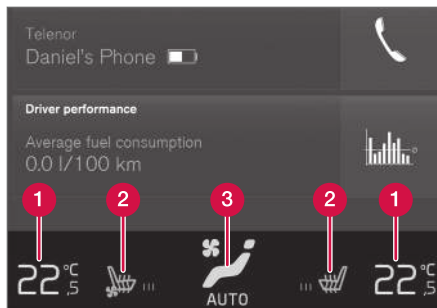 Telenor
Daniel's Phone
Driver performance
Average fuel consumption
0.0 l/100 km
1 2 3 2 1
22°C,5 22°C,5
AUTO